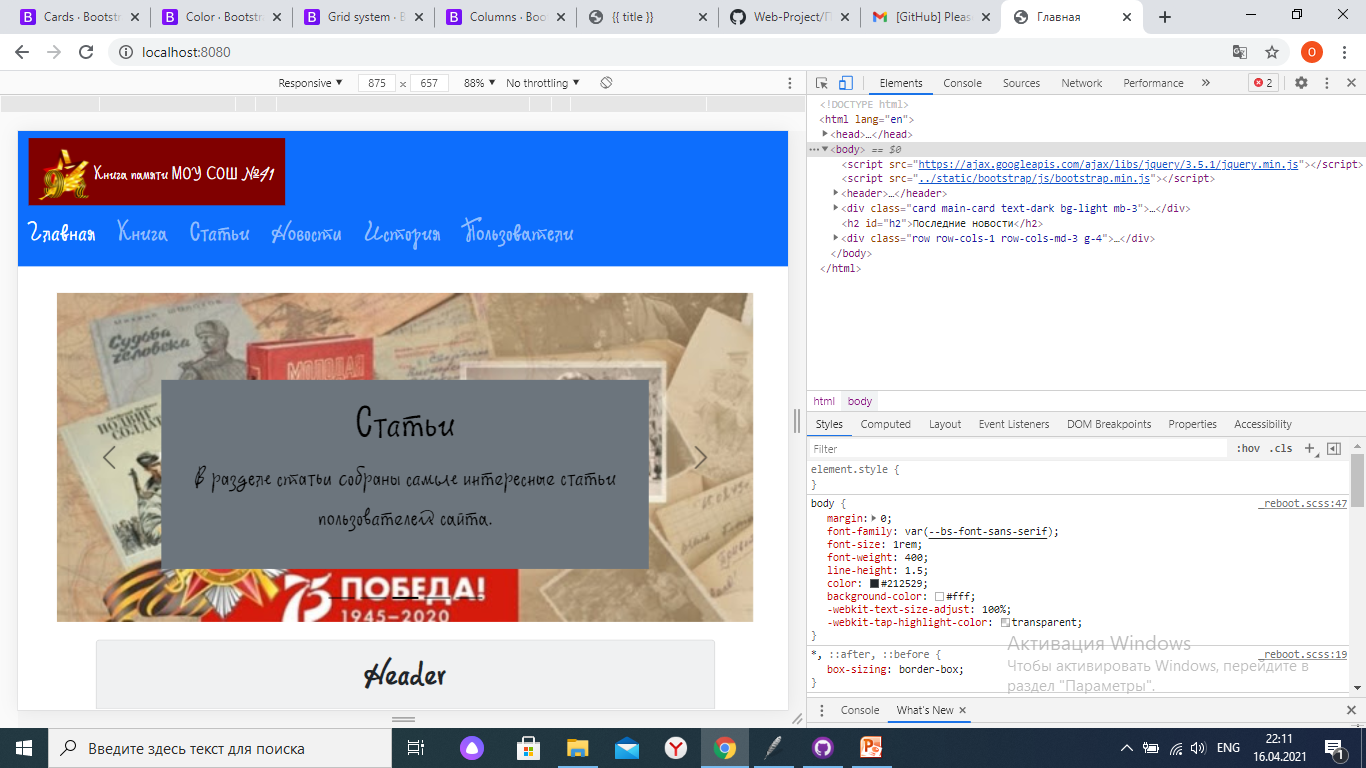 Cards · Bootstr
Color · Bootstra
Grid system · B
Columns · Boo
{{ title }}
Web-Project/П
[GitHub] Pleas
Главная
localhost:8080
О
Responsive
875 x 657
88%
No throttling
Elements
Console
Sources
Network
Performance
2
Книга памяти МОУ СОШ №41
Главная Книга Статьи Новости История Пользователи
Судьба человека
МОЛОДАЯ
Статьи
В разделе статьи собраны самые интересные статьи
пользователей сайта.
75 ПОБЕДА!
1945–2020
Header
<!DOCTYPE html>
<html lang="en">
<head>…</head>
<body> == $0
<script src="https://ajax.googleapis.com/ajax/libs/jquery/3.5.1/jquery.min.js"></script>
<script src="../static/bootstrap/js/bootstrap.min.js"></script>
<header>…</header>
<div class="card main-card text-dark bg-light mb-3">…</div>
<h2 id="h2">Последние новости</h2>
<div class="row row-cols-1 row-cols-md-3 g-4">…</div>
</body>
</html>
html body
Styles Computed Layout Event Listeners DOM Breakpoints Properties Accessibility
Filter
:hov .cls
element.style {
}
body { _reboot.scss:47
margin: 0;
font-family: var(--bs-font-sans-serif);
font-size: 1rem;
font-weight: 400;
line-height: 1.5;
color: #212529;
background-color: #fff;
-webkit-text-size-adjust: 100%;
-webkit-tap-highlight-color: transparent;
}
*, ::after, ::before { _reboot.scss:19
box-sizing: border-box;
}
Активация Windows
Чтобы активировать Windows, перейдите в
раздел "Параметры".
Console What's New
Введите здесь текст для поиска
ENG
22:11
16.04.2021
1